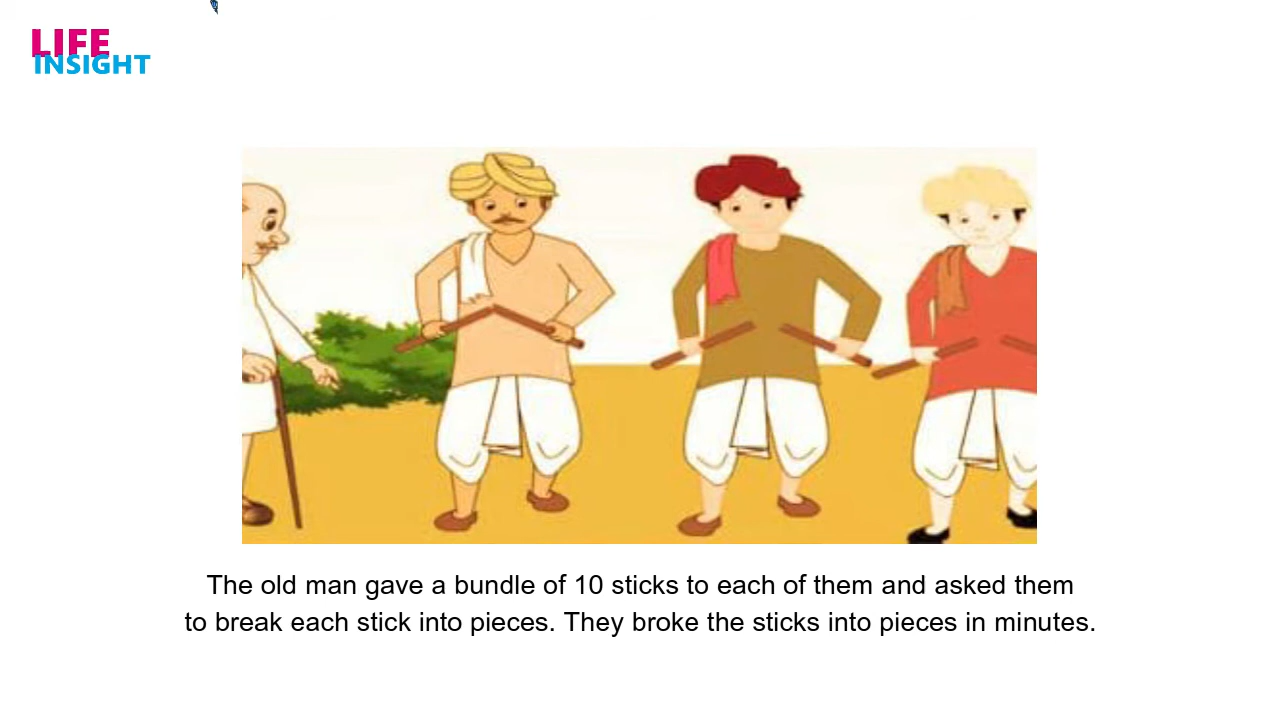 LIFE
INSIGHT
The old man gave a bundle of 10 sticks to each of them and asked them
to break each stick into pieces. They broke the sticks into pieces in minutes.